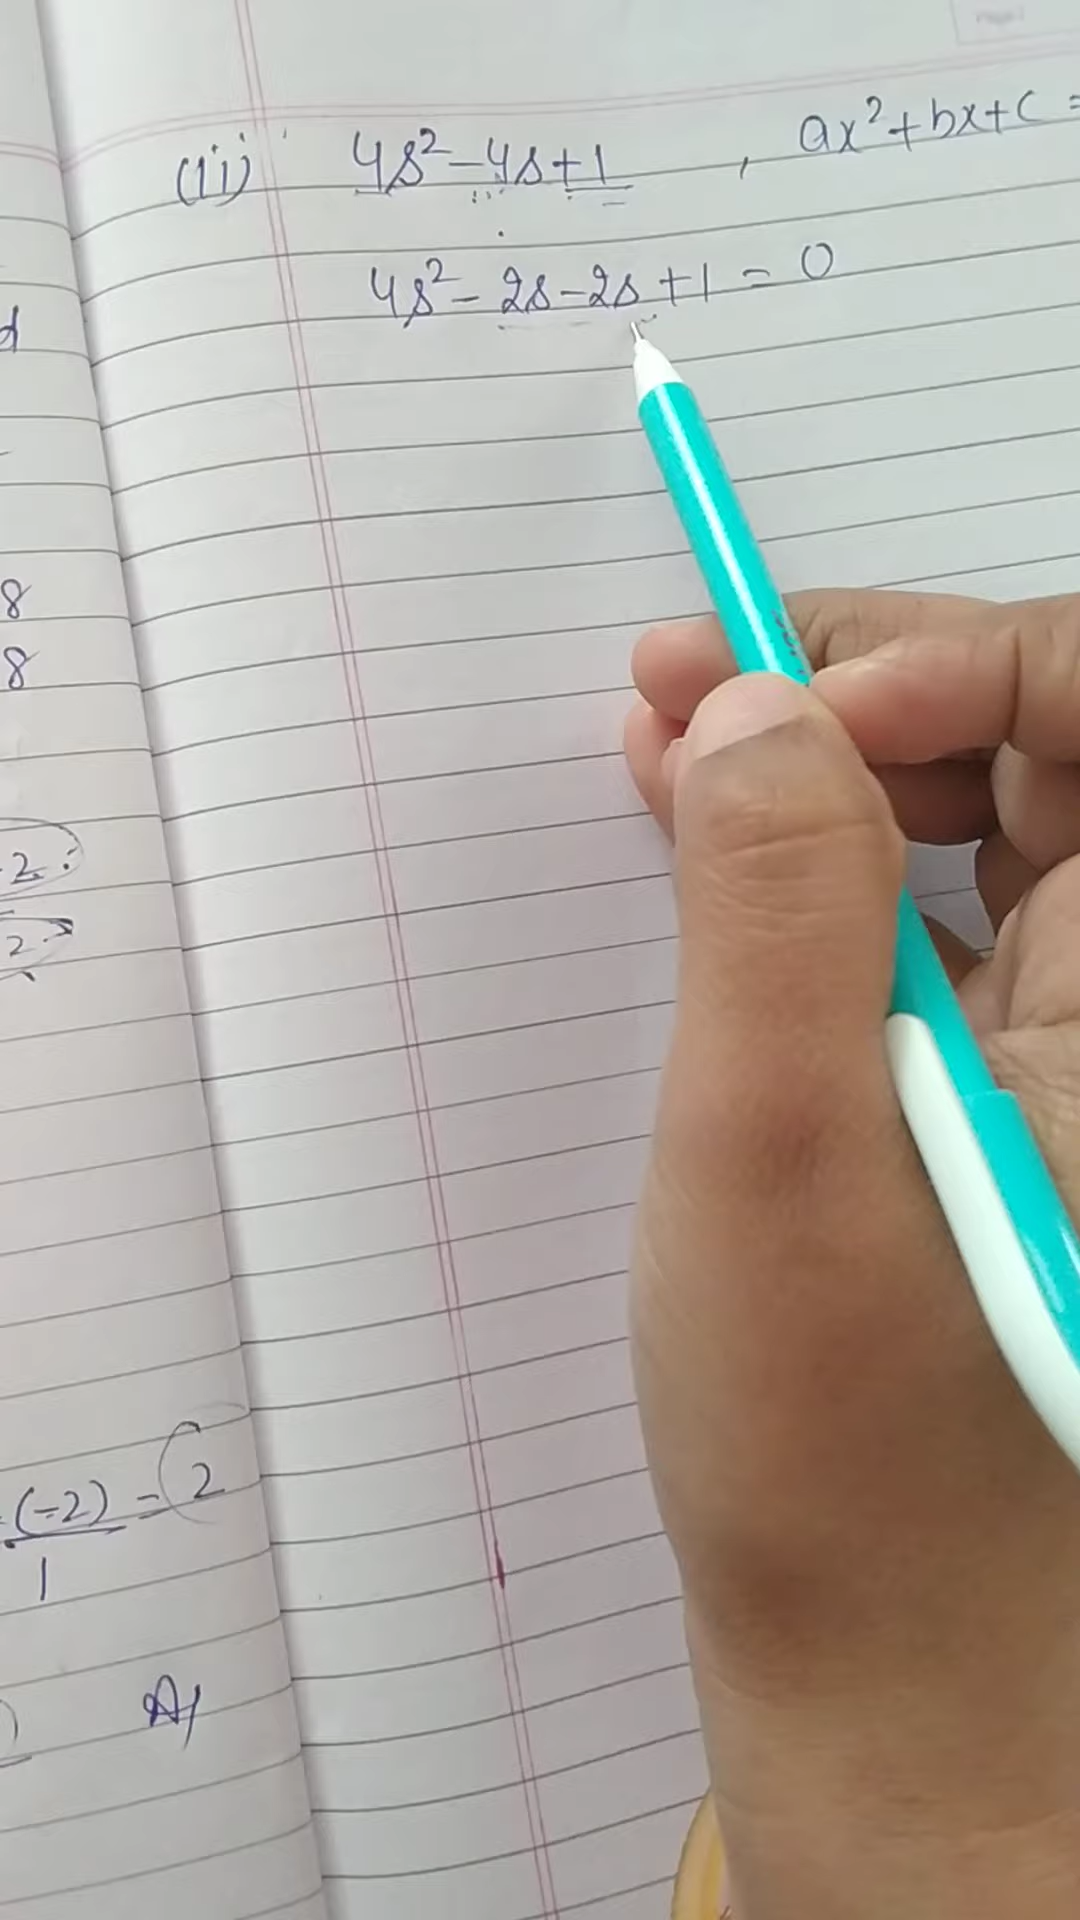 (ii) 4s² - 4s + 1 , ax² + bx + c =
4s² - 2s - 2s + 1 = 0
d
8
8
-2
2
-(-2) = 2
1